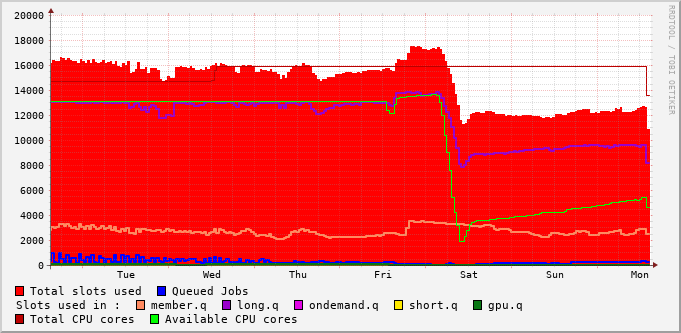 20000
18000
16000
14000
12000
10000
8000
6000
4000
2000
0
Tue Wed Thu Fri Sat Sun Mon
RRDTOOL / TOBI OETIKER
Total slots used Queued Jobs
Slots used in : member.q long.q ondemand.q short.q gpu.q
Total CPU cores Available CPU cores